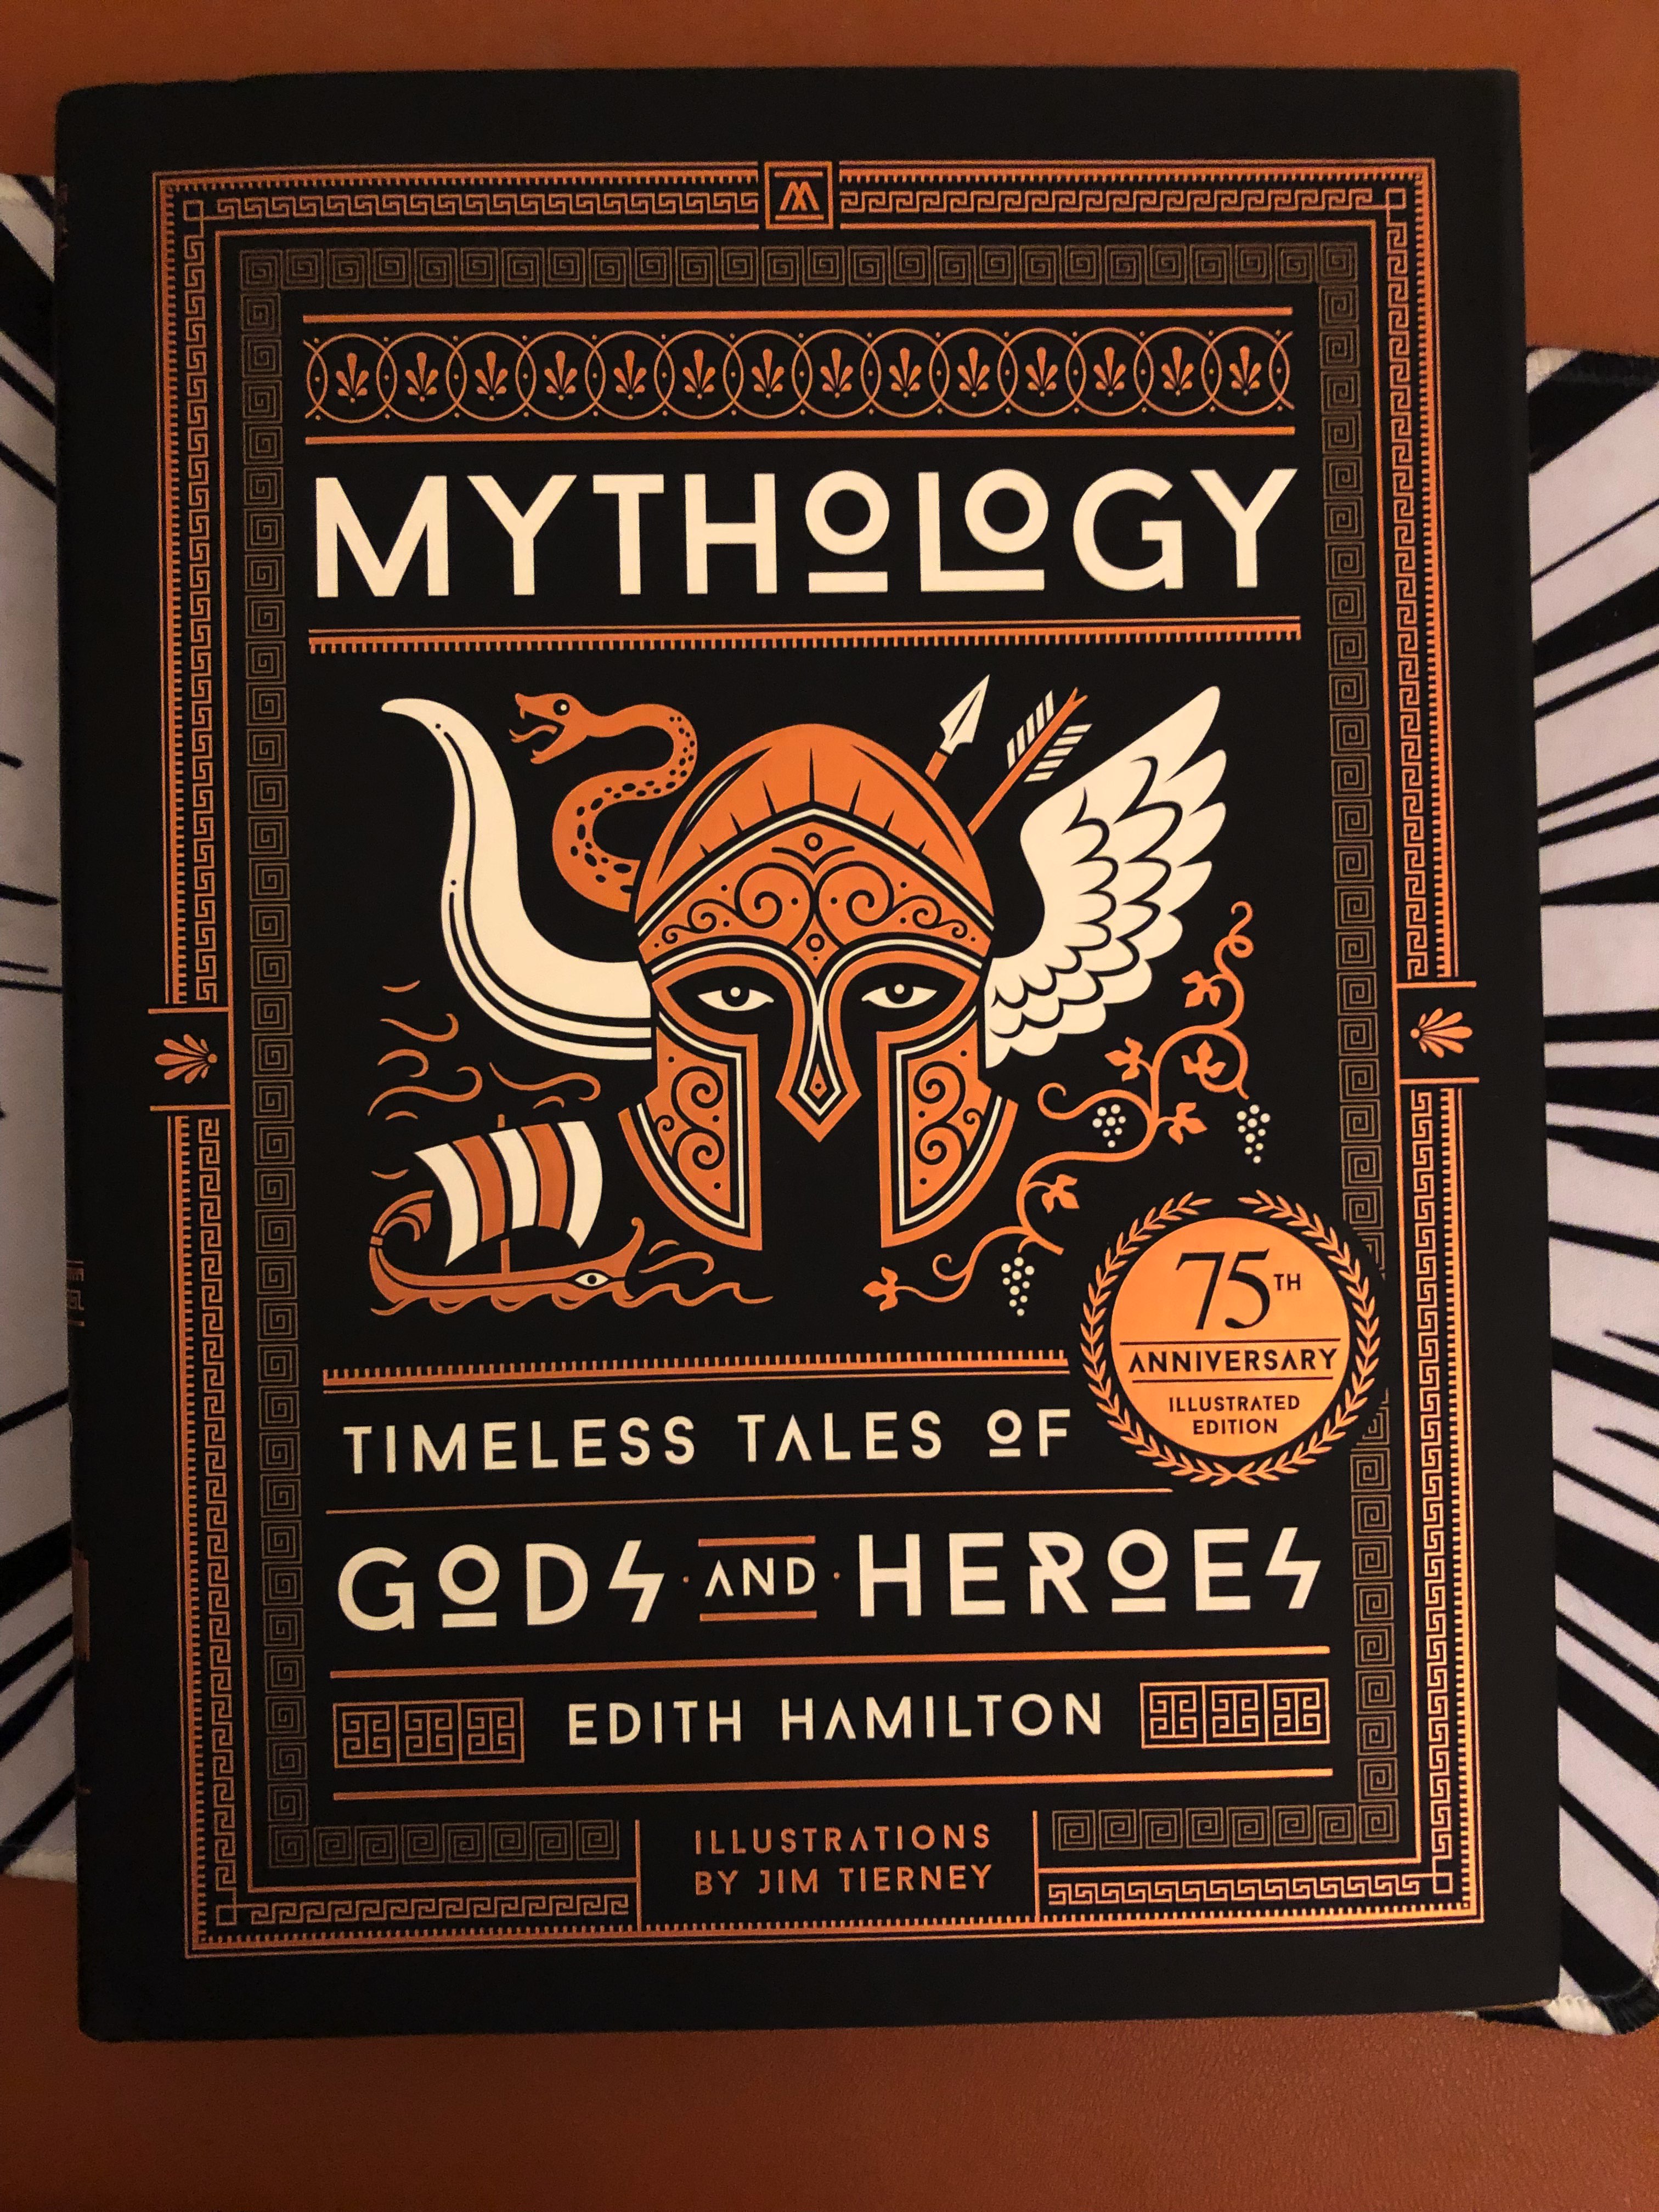 M
MYTHOLOGY
75TH
ANNIVERSARY
ILLUSTRATED
EDITION
TIMELESS TALES OF
GODS · AND · HEROES
EDITH HAMILTON
ILLUSTRATIONS
BY JIM TIERNEY